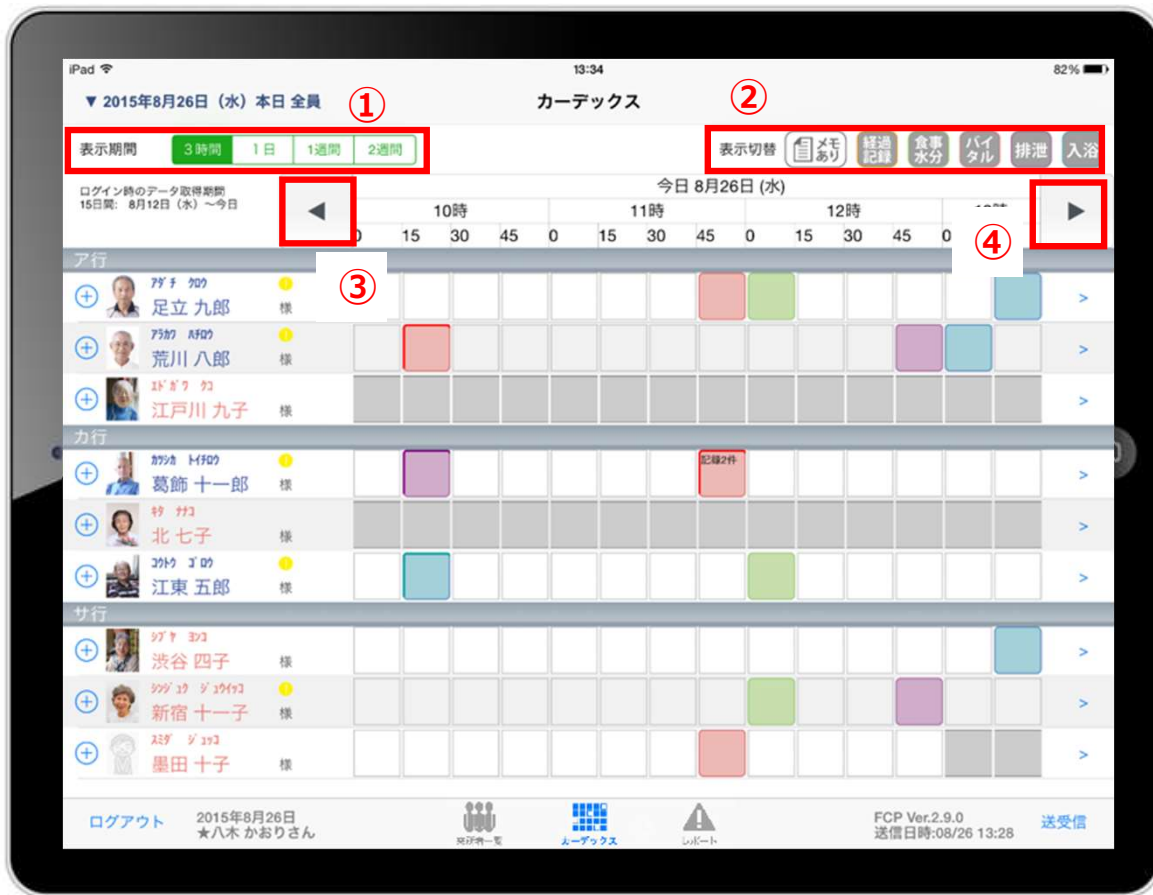 iPad 13:34 82%
▼ 2015年8月26日（水）本日 全員 ① カーデックス ②
表示期間 3時間 1日 1週間 2週間 表示切替 メモあり 経過記録 食事水分 バイタル 排泄 入浴
ログイン時のデータ取得期間
15日間: 8月12日（水）～今日
今日 8月26日 (水)
◀ 10時 11時 12時 ▶
0 15 30 45 0 15 30 45 0 15 30 45 0
③ ④
ア行
ｱﾀﾞﾁ ｸﾛｳ
足立 九郎 様
ｱﾗｶﾜ ﾊﾁﾛｳ
荒川 八郎 様
ｴﾄﾞｶﾞﾜ ｸｺ
江戸川 九子 様
カ行
ｶﾂｼｶ ﾄｲﾁﾛｳ
葛飾 十一郎 様
記録2件
ｷﾀ ﾅﾅｺ
北 七子 様
ｺｳﾄｳ ｺﾞﾛｳ
江東 五郎 様
サ行
ｼﾌﾞﾔ ﾖﾝｺ
渋谷 四子 様
ｼﾝｼﾞｭｸ ｼﾞｭｳｲｯｺ
新宿 十一子 様
ｽﾐﾀﾞ ｼﾞｭｯｺ
墨田 十子 様
ログアウト
2015年8月26日
★八木 かおりさん
カーデックス
レポート
FCP Ver.2.9.0
送信日時:08/26 13:28
送受信